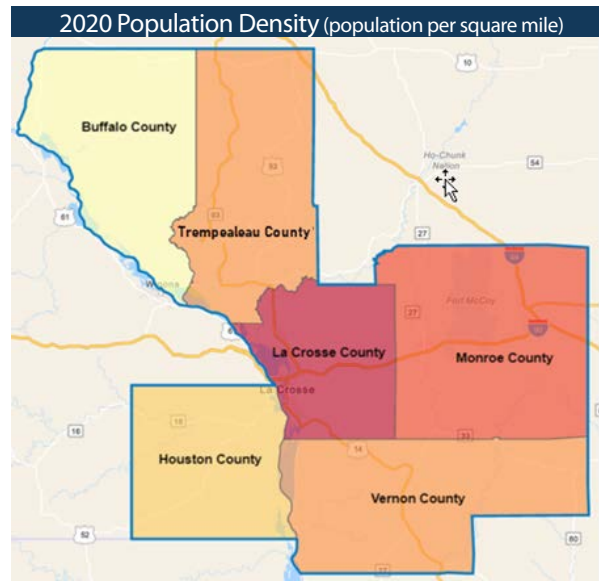 2020 Population Density (population per square mile)
10
Buffalo County
Ho-Chunk
Nation
54
53
61
93
27
Trempealeau County
Winona
Fort McCoy
27
La Crosse County
Monroe County
La Crosse
16
33
14
Houston County
Vernon County
52
80